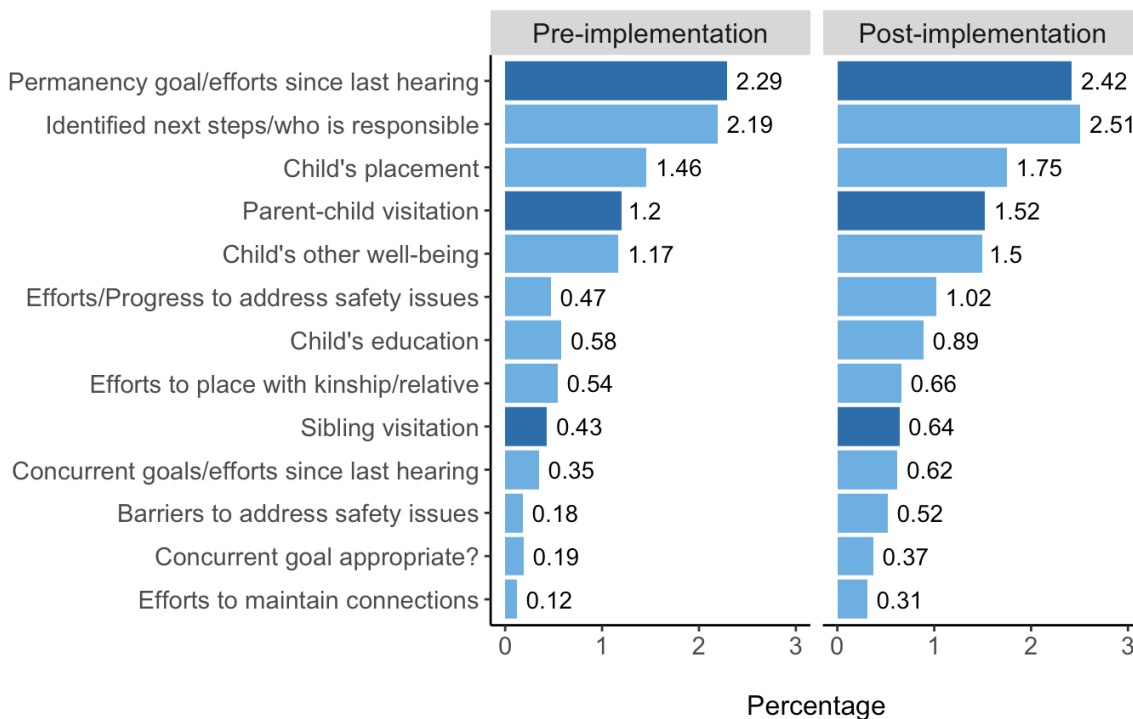 Pre-implementation Post-implementation
Permanency goal/efforts since last hearing 2.29 2.42
Identified next steps/who is responsible 2.19 2.51
Child's placement 1.46 1.75
Parent-child visitation 1.2 1.52
Child's other well-being 1.17 1.5
Efforts/Progress to address safety issues 0.47 1.02
Child's education 0.58 0.89
Efforts to place with kinship/relative 0.54 0.66
Sibling visitation 0.43 0.64
Concurrent goals/efforts since last hearing 0.35 0.62
Barriers to address safety issues 0.18 0.52
Concurrent goal appropriate? 0.19 0.37
Efforts to maintain connections 0.12 0.31
0 1 2 3 0 1 2 3
Percentage